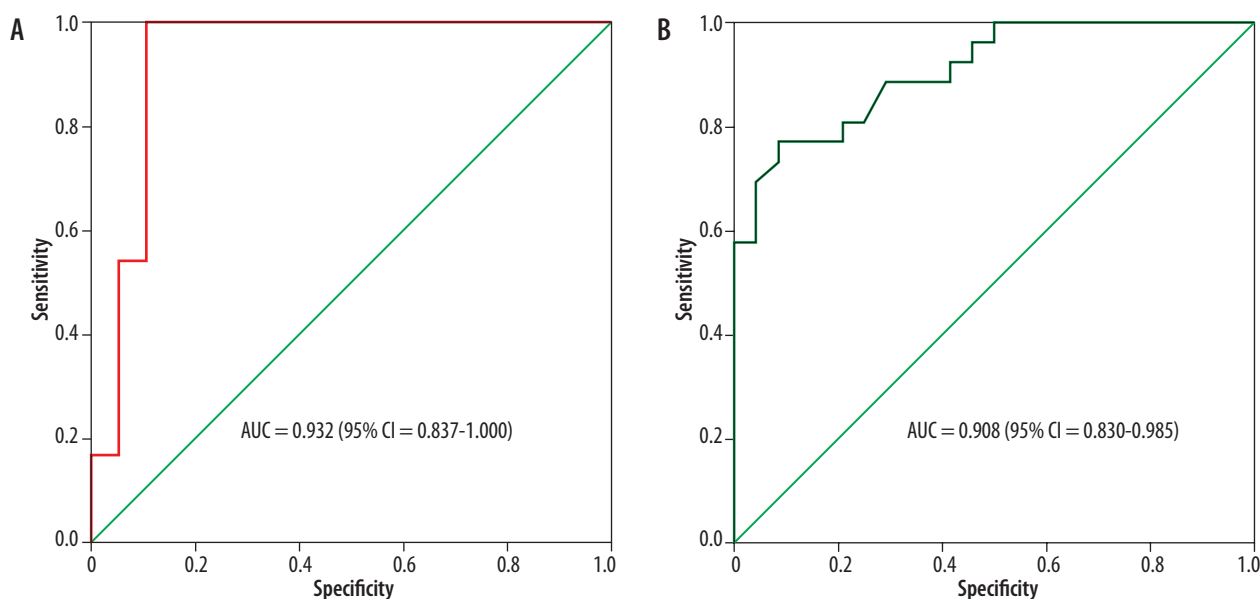 A
1.0
0.8
0.6
0.4
0.2
0.0
Sensitivity
AUC = 0.932 (95% CI = 0.837-1.000)
0 0.2 0.4 0.6 0.8 1.0
Specificity
B
1.0
0.8
0.6
0.4
0.2
0.0
Sensitivity
AUC = 0.908 (95% CI = 0.830-0.985)
0 0.2 0.4 0.6 0.8 1.0
Specificity